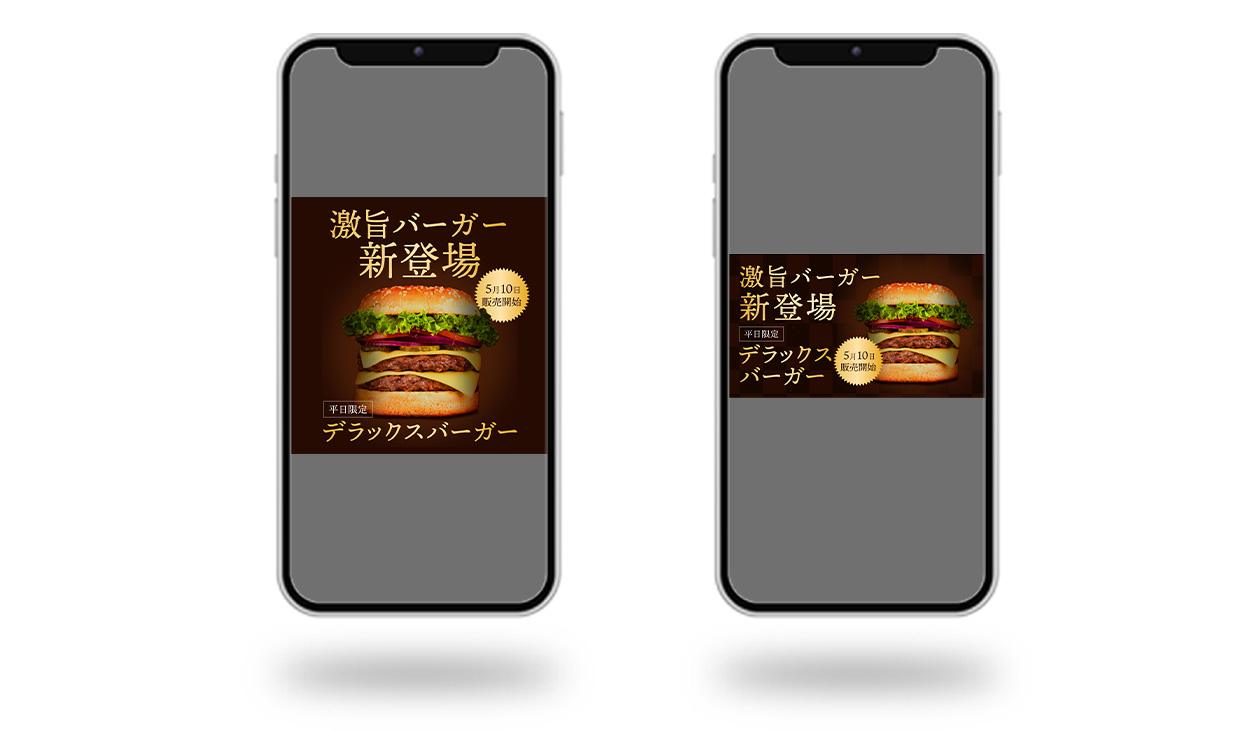 激旨バーガー
新登場
5月10日
販売開始
平日限定
デラックスバーガー
激旨バーガー
新登場
平日限定
デラックス
バーガー
5月10日
販売開始